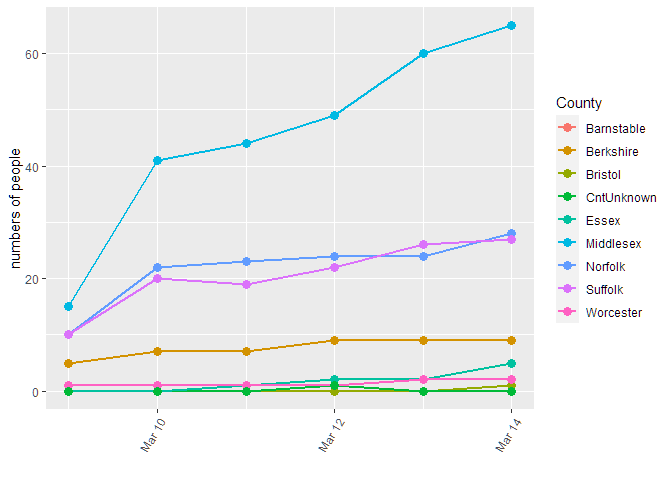 numbers of people
60
40
20
0
Mar 10
Mar 12
Mar 14
County
Barnstable
Berkshire
Bristol
CntUnknown
Essex
Middlesex
Norfolk
Suffolk
Worcester